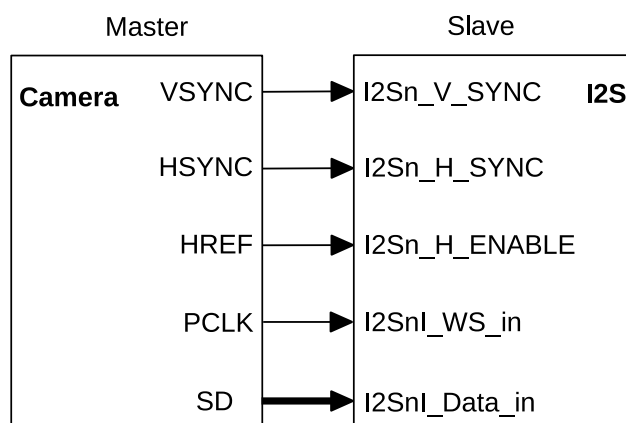 Master Slave
Camera VSYNC I2Sn_V_SYNC I2S
HSYNC I2Sn_H_SYNC
HREF I2Sn_H_ENABLE
PCLK I2SnI_WS_in
SD I2SnI_Data_in